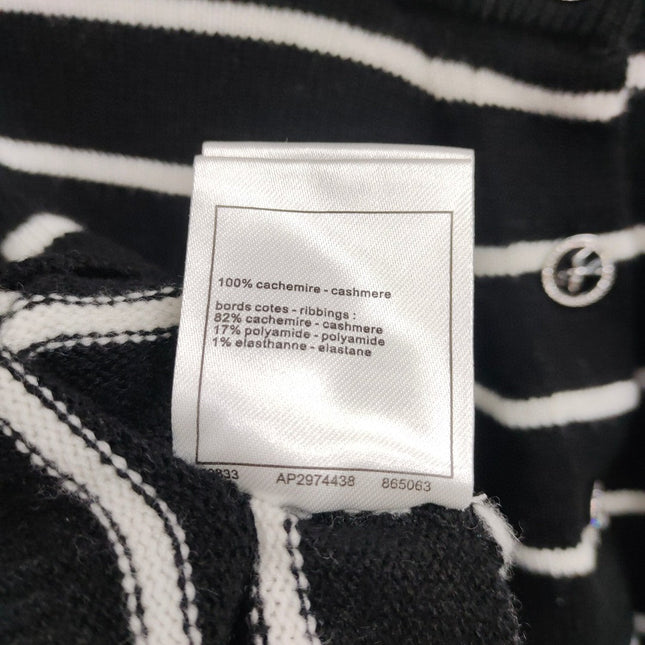 100% cachemire - cashmere
bords cotes - ribbings :
82% cachemire - cashmere
17% polyamide - polyamide
1% elasthanne - elastane
AP2974438 865063